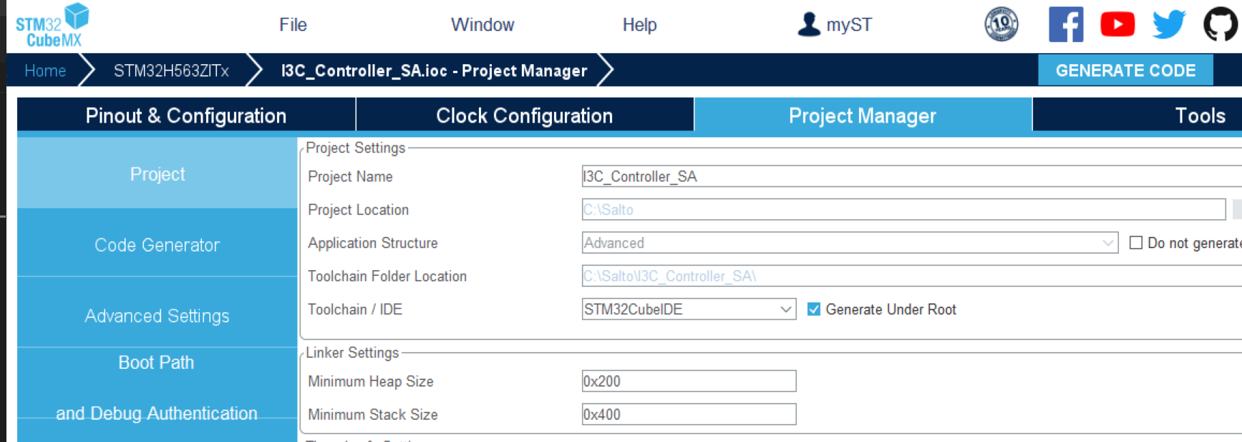 STM32
CubeMX
File
Window
Help
myST
10
Home
STM32H563ZITx
I3C_Controller_SA.ioc - Project Manager
GENERATE CODE
Pinout & Configuration
Clock Configuration
Project Manager
Tools
Project
Code Generator
Advanced Settings
Boot Path
and Debug Authentication
Project Settings
Project Name
I3C_Controller_SA
Project Location
C:\Salto
Application Structure
Advanced
Do not generate
Toolchain Folder Location
C:\Salto\I3C_Controller_SA\
Toolchain / IDE
STM32CubeIDE
Generate Under Root
Linker Settings
Minimum Heap Size
0x200
Minimum Stack Size
0x400